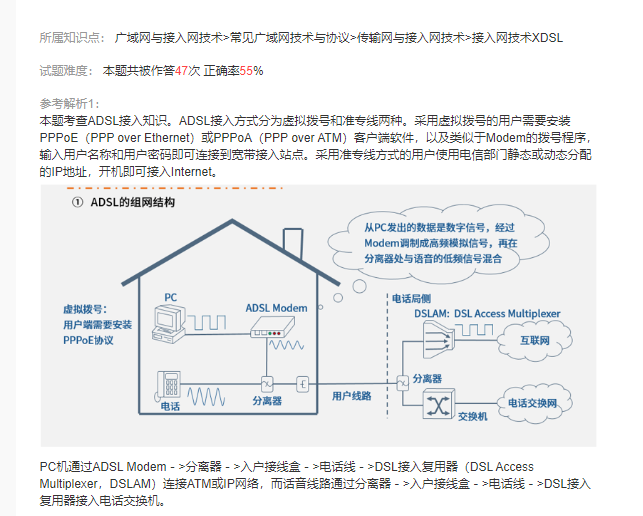 所属知识点： 广域网与接入网技术>常见广域网技术与协议>传输网与接入网技术>接入网技术XDSL
试题难度： 本题共被作答47次 正确率55%
参考解析1：
本题考查ADSL接入知识。ADSL接入方式分为虚拟拨号和准专线两种。采用虚拟拨号的用户需要安装
PPPoE（PPP over Ethernet）或PPPoA（PPP over ATM）客户端软件，以及类似于Modem的拨号程序，
输入用户名称和用户密码即可连接到宽带接入站点。采用准专线方式的用户使用电信部门静态或动态分配
的IP地址，开机即可接入Internet。
① ADSL的组网结构
从PC发出的数据是数字信号，经过
Modem调制成高频模拟信号，再在
分离器处与语音的低频信号混合
虚拟拨号：
用户端需要安装
PPPoE协议
PC
ADSL Modem
电话
分离器
用户线路
电话局侧
DSLAM：DSL Access Multiplexer
互联网
分离器
交换机
电话交换网
PC机通过ADSL Modem - >分离器 - >入户接线盒 - >电话线 - >DSL接入复用器（DSL Access
Multiplexer，DSLAM）连接ATM或IP网络，而话音线路通过分离器 - >入户接线盒 - >电话线 - >DSL接入
复用器接入电话交换机。